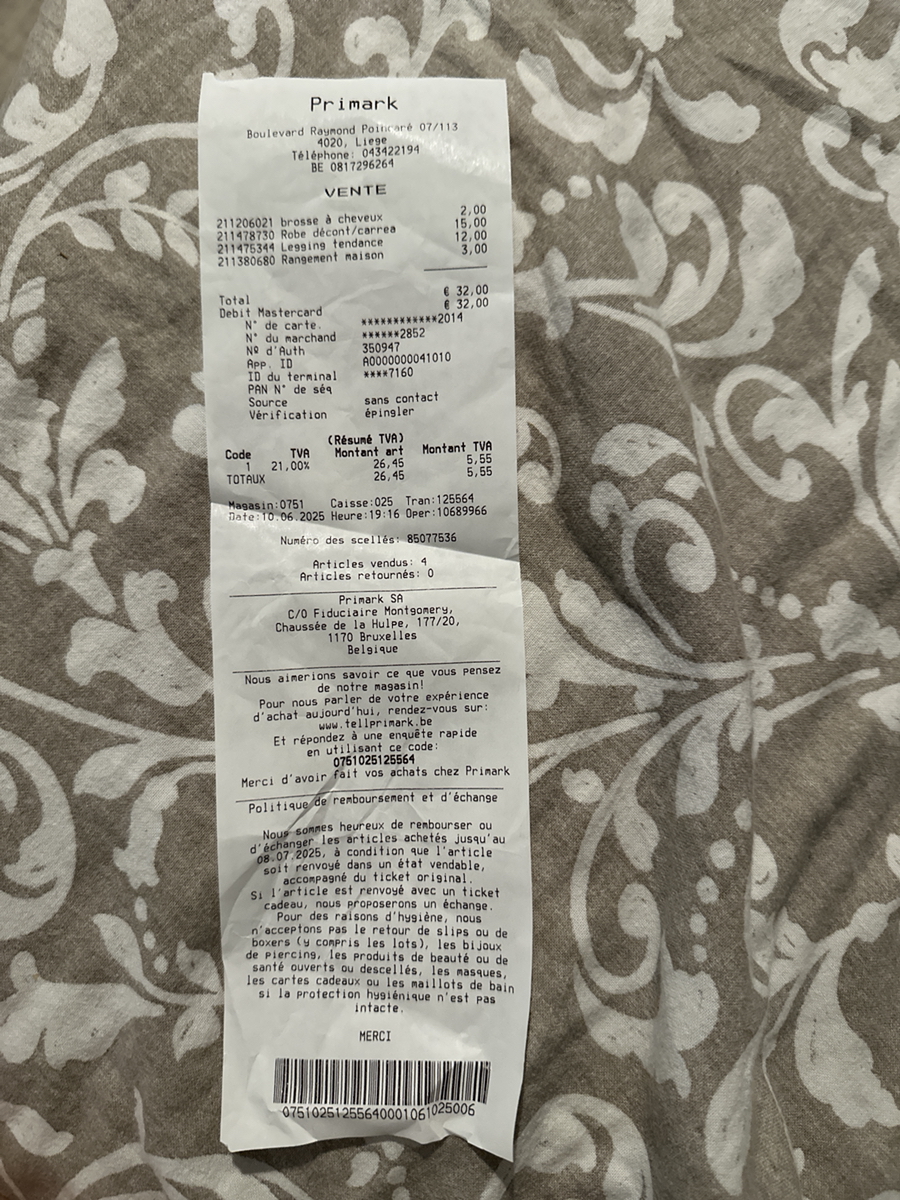 Primark
Boulevard Raymond Poincaré 07/113
4020, Liege
Téléphone: 043422194
BE 0817296264
VENTE
211206021 brosse à cheveux 2,00
211478730 Robe décont/carrea 15,00
211475344 Legging tendance 12,00
211380680 Rangement maison 3,00
Total € 32,00
Debit Mastercard € 32,00
N° de carte. ************2014
N° du marchand ******2852
Nº d'Auth 350947
App. ID A0000000041010
ID du terminal ****7160
PAN N° de séq
Source sans contact
Vérification épingler
(Résumé TVA)
Code TVA Montant art Montant TVA
1 21,00% 26,45 5,55
TOTAUX 26,45 5,55
Magasin:0751 Caisse:025 Tran:125564
Date:10.06.2025 Heure:19:16 Oper:10689966
Numéro des scellés: 85077536
Articles vendus: 4
Articles retournés: 0
Primark SA
C/O Fiduciaire Montgomery,
Chaussée de la Hulpe, 177/20,
1170 Bruxelles
Belgique
Nous aimerions savoir ce que vous pensez
de notre magasin!
Pour nous parler de votre expérience
d'achat aujourd'hui, rendez-vous sur:
www.tellprimark.be
Et répondez à une enquête rapide
en utilisant ce code:
0751025125564
Merci d'avoir fait vos achats chez Primark
Politique de remboursement et d'échange
Nous sommes heureux de rembourser ou
d'échanger les articles achetés jusqu'au
08.07.2025, à condition que l'article
soit renvoyé dans un état vendable,
accompagné du ticket original.
Si l'article est renvoyé avec un ticket
cadeau, nous proposerons un échange.
Pour des raisons d'hygiène, nous
n'acceptons pas le retour de slips ou de
boxers (y compris les lots), les bijoux
de piercing, les produits de beauté ou de
santé ouverts ou descellés, les masques,
les cartes cadeaux ou les maillots de bain
si la protection hygiénique n'est pas
intacte.
MERCI
07510251255640001061025006